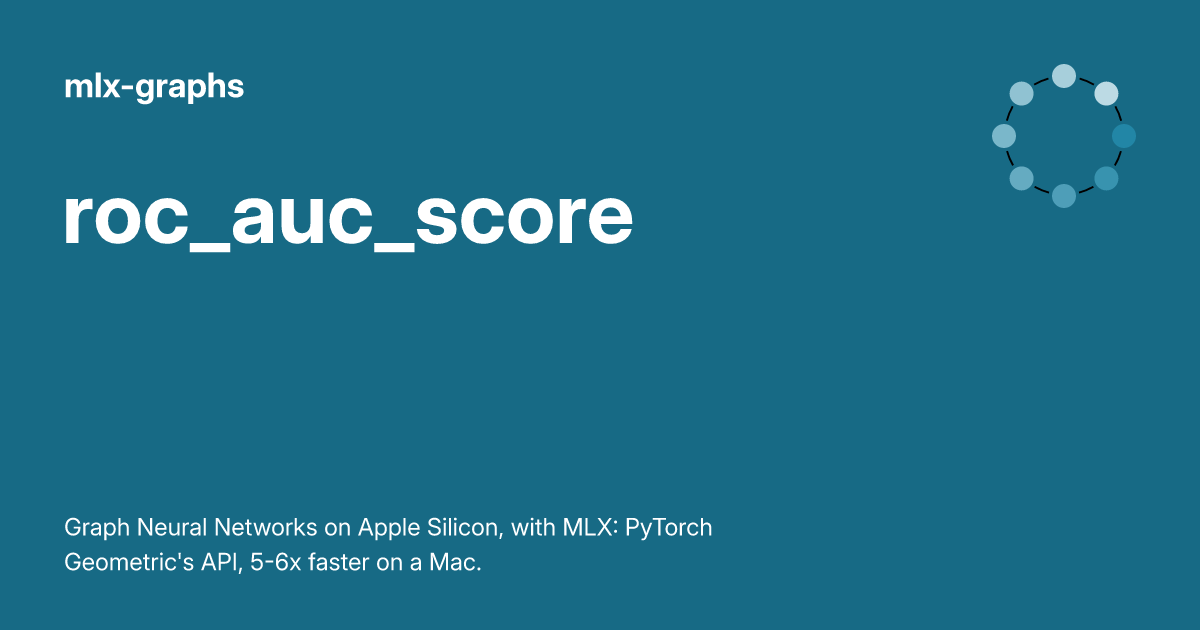 mlx-graphs
roc_auc_score
Graph Neural Networks on Apple Silicon, with MLX: PyTorch
Geometric's API, 5-6x faster on a Mac.